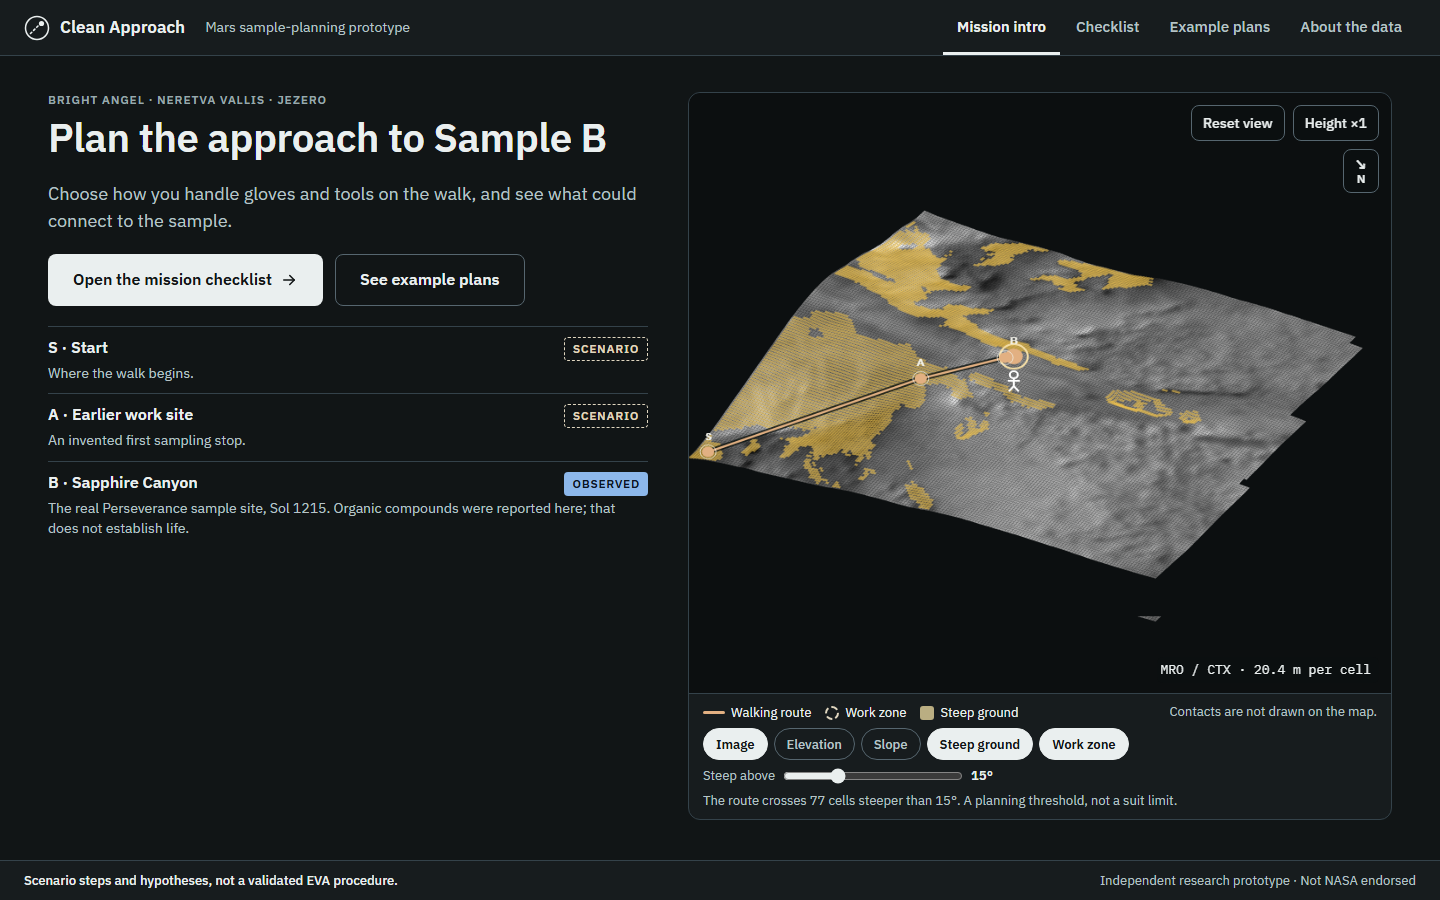 Clean Approach
Mars sample-planning prototype
Mission intro
Checklist
Example plans
About the data
BRIGHT ANGEL · NERETVA VALLIS · JEZERO
Plan the approach to Sample B
Choose how you handle gloves and tools on the walk, and see what could
connect to the sample.
Open the mission checklist →
See example plans
S · Start
SCENARIO
Where the walk begins.
A · Earlier work site
SCENARIO
An invented first sampling stop.
B · Sapphire Canyon
OBSERVED
The real Perseverance sample site, Sol 1215. Organic compounds were reported here; that
does not establish life.
Reset view
Height ×1
↘
N
B
A
S
MRO / CTX · 20.4 m per cell
Walking route
Work zone
Steep ground
Contacts are not drawn on the map.
Image
Elevation
Slope
Steep ground
Work zone
Steep above
15°
The route crosses 77 cells steeper than 15°. A planning threshold, not a suit limit.
Scenario steps and hypotheses, not a validated EVA procedure.
Independent research prototype · Not NASA endorsed